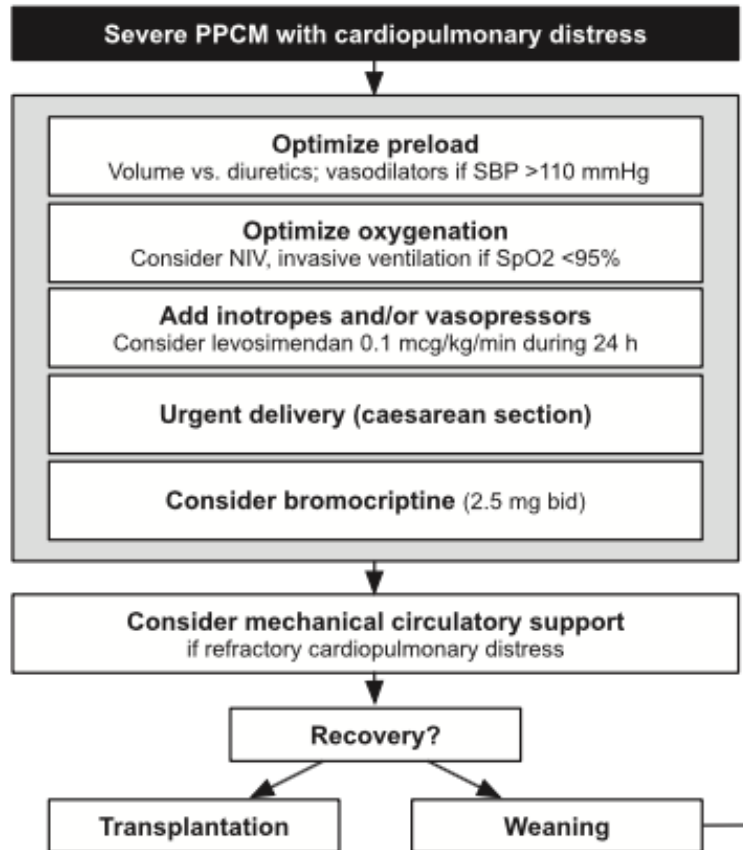 Severe PPCM with cardiopulmonary distress
Optimize preload
Volume vs. diuretics; vasodilators if SBP >110 mmHg
Optimize oxygenation
Consider NIV, invasive ventilation if SpO2 <95%
Add inotropes and/or vasopressors
Consider levosimendan 0.1 mcg/kg/min during 24 h
Urgent delivery (caesarean section)
Consider bromocriptine (2.5 mg bid)
Consider mechanical circulatory support
if refractory cardiopulmonary distress
Recovery?
Transplantation
Weaning